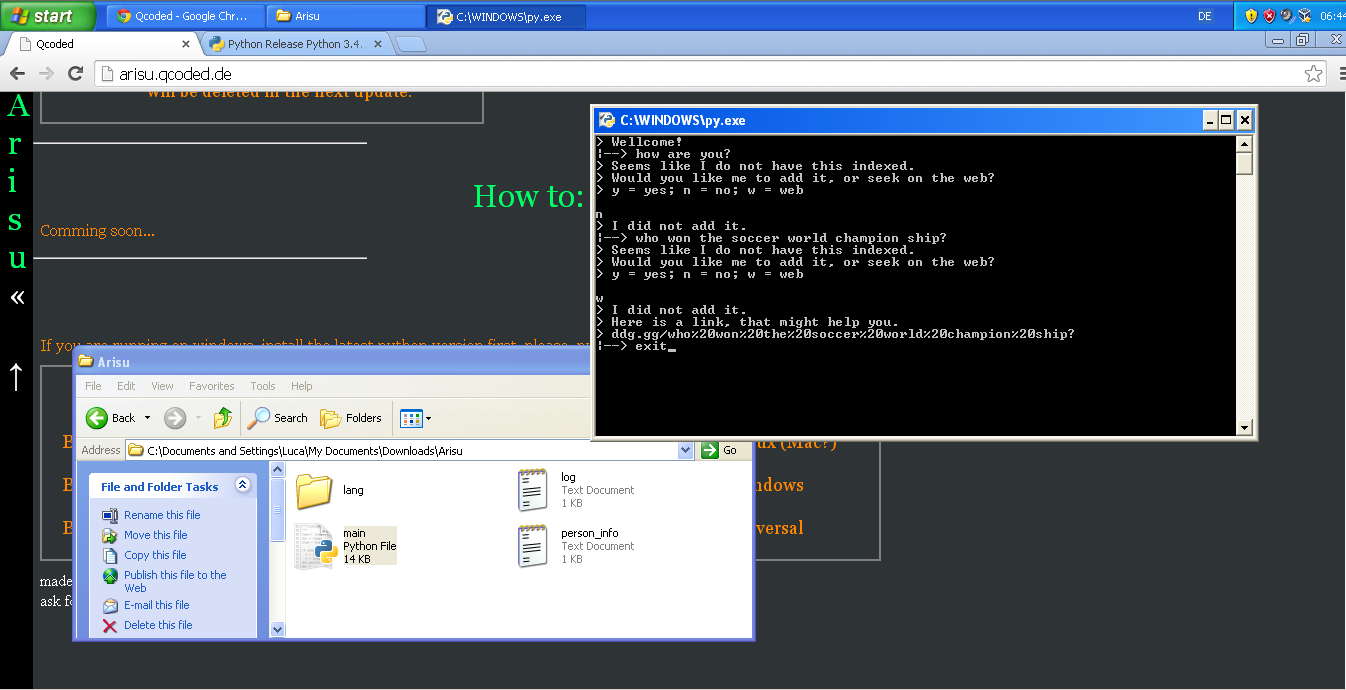 start
Qcoded - Google Chr...
Arisu
C:\WINDOWS\py.exe
DE
06:44
Qcoded
Python Release Python 3.4.
arisu.qcoded.de
Arisu
«
↑
will be deleted in the next update.
How to:
Comming soon...
If you are running on windows, install the latest python version first, please.
C:\WINDOWS\py.exe
> Wellcome!
|--> how are you?
> Seems like I do not have this indexed.
> Would you like me to add it, or seek on the web?
> y = yes; n = no; w = web
n
> I did not add it.
|--> who won the soccer world champion ship?
> Seems like I do not have this indexed.
> Would you like me to add it, or seek on the web?
> y = yes; n = no; w = web
w
> I did not add it.
> Here is a link, that might help you.
> ddg.gg/who%20won%20the%20soccer%20world%20champion%20ship?
|--> exit_
Arisu
File Edit View Favorites Tools Help
Back Search Folders
Address C:\Documents and Settings\Luca\My Documents\Downloads\Arisu Go
File and Folder Tasks
Rename this file
Move this file
Copy this file
Publish this file to the
Web
E-mail this file
Delete this file
lang
main
Python File
14 KB
log
Text Document
1 KB
person_info
Text Document
1 KB
B
(Mac?)
B
ndows
B
versal
made
ask fo